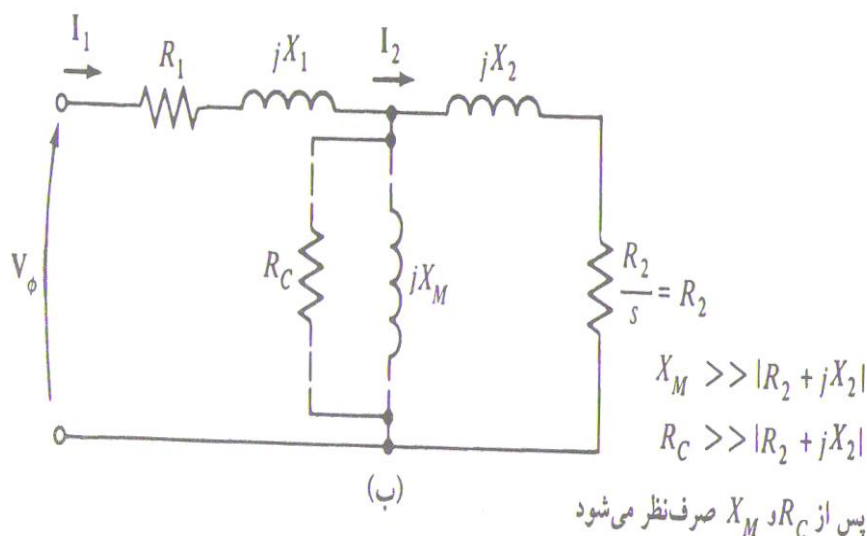 I₁
R₁
jX₁
I₂
jX₂
V_φ
R_C
jX_M
R₂/s = R₂
X_M >> |R₂ + jX₂|
R_C >> |R₂ + jX₂|
پس از R_C و X_M صرف‌نظر می‌شود
(ب)